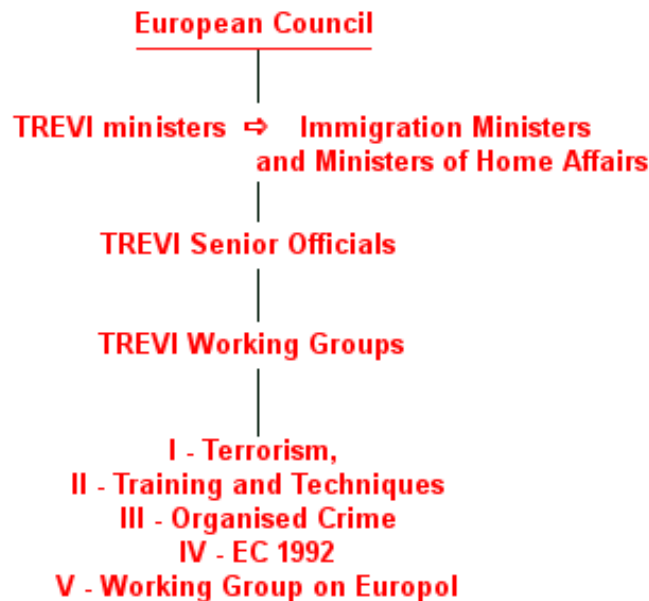 European Council
TREVI ministers ⇨ Immigration Ministers
and Ministers of Home Affairs
TREVI Senior Officials
TREVI Working Groups
I - Terrorism,
II - Training and Techniques
III - Organised Crime
IV - EC 1992
V - Working Group on Europol